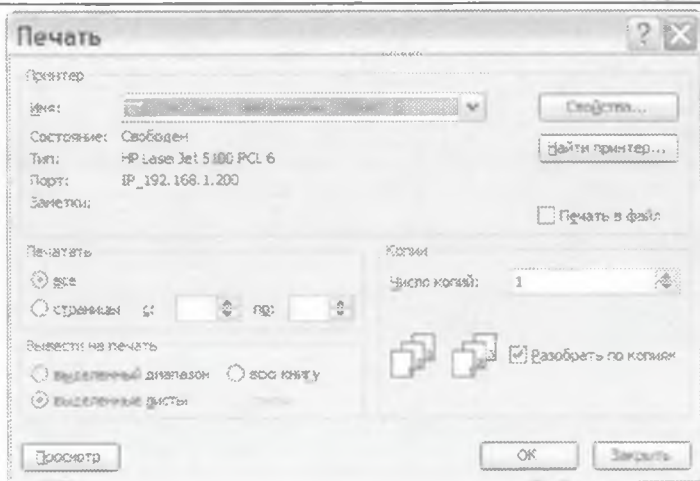 Печать
Принтер
Имя:
Свойства...
Состояние: Свободен
Тип: HP LaserJet 5100 PCL 6
Найти принтер...
Порт: IP_192.168.1.200
Заметки:
Печать в файл
Печатать
все
страницы с: по:
Копии
Число копий: 1
Разобрать по копиям
Вывести на печать
выделенный диапазон всю книгу
выделенные листы
Просмотр
ОК Закрыть